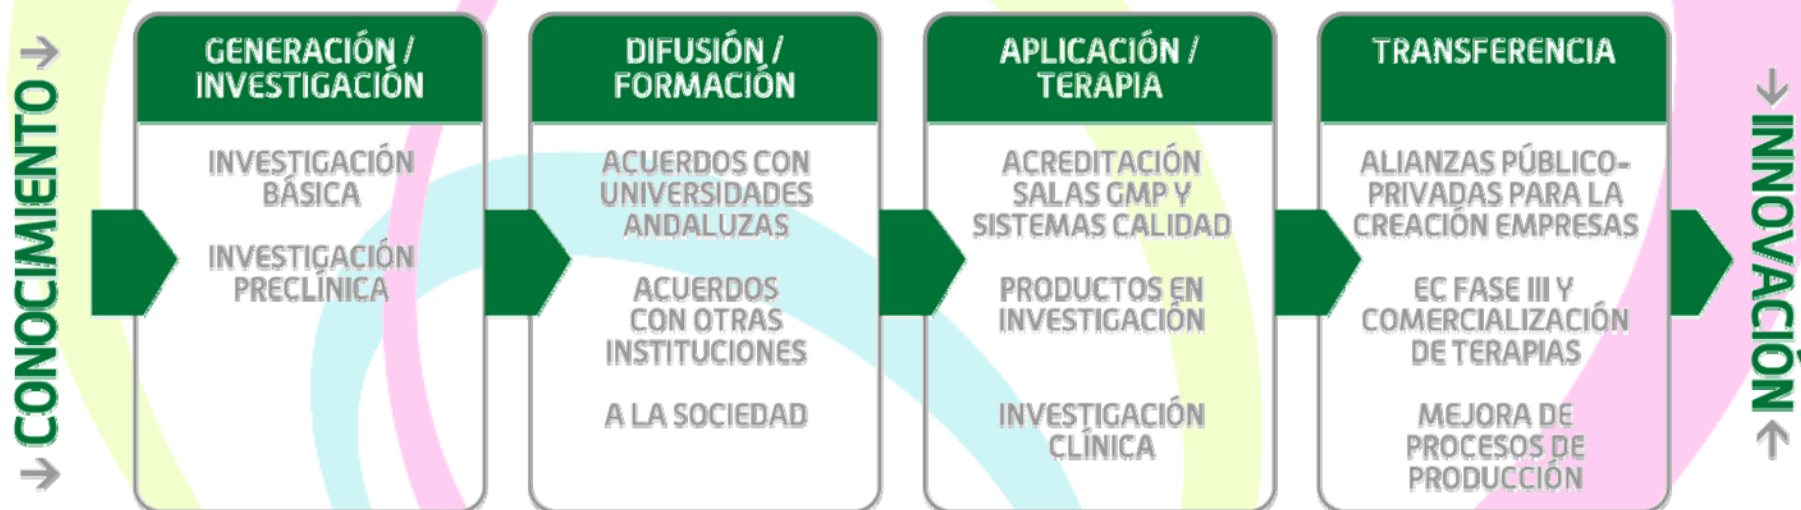 → CONOCIMIENTO →
GENERACIÓN /
INVESTIGACIÓN
INVESTIGACIÓN
BÁSICA
INVESTIGACIÓN
PRECLÍNICA
DIFUSIÓN /
FORMACIÓN
ACUERDOS CON
UNIVERSIDADES
ANDALUZAS
ACUERDOS
CON OTRAS
INSTITUCIONES
A LA SOCIEDAD
APLICACIÓN /
TERAPIA
ACREDITACIÓN
SALAS GMP Y
SISTEMAS CALIDAD
PRODUCTOS EN
INVESTIGACIÓN
INVESTIGACIÓN
CLÍNICA
TRANSFERENCIA
ALIANZAS PÚBLICO-
PRIVADAS PARA LA
CREACIÓN EMPRESAS
EC FASE III Y
COMERCIALIZACIÓN
DE TERAPIAS
MEJORA DE
PROCESOS DE
PRODUCCIÓN
→ INNOVACIÓN ←